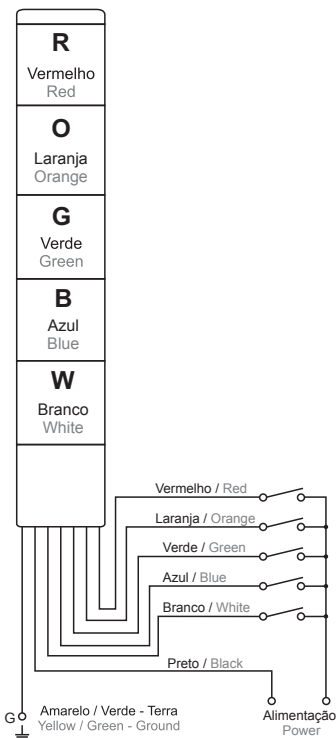 R
Vermelho
Red
O
Laranja
Orange
G
Verde
Green
B
Azul
Blue
W
Branco
White
Vermelho / Red
Laranja / Orange
Verde / Green
Azul / Blue
Branco / White
Preto / Black
G
Amarelo / Verde - Terra
Yellow / Green - Ground
Alimentação
Power